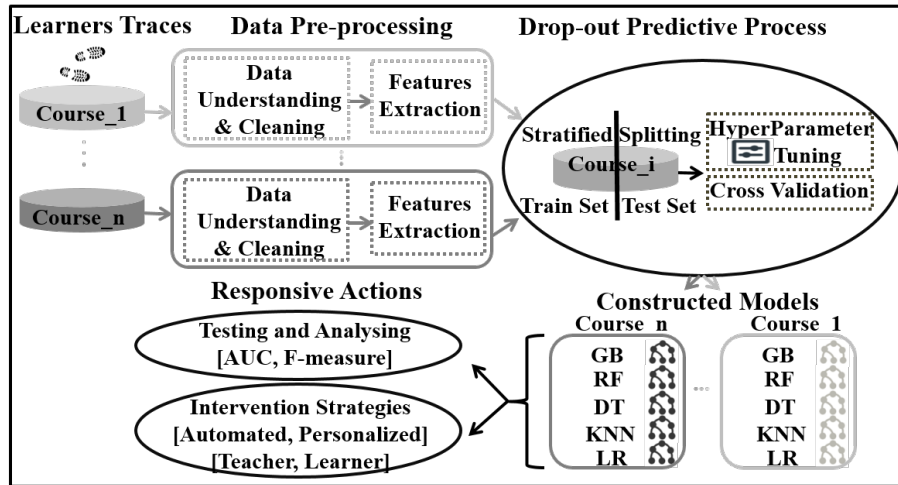 Learners Traces
Data Pre-processing
Drop-out Predictive Process
Course_1
Data
Understanding
& Cleaning
Features
Extraction
Course_n
Data
Understanding
& Cleaning
Features
Extraction
Stratified Splitting
Course_i
Train Set
Test Set
HyperParameter
Tuning
Cross Validation
Responsive Actions
Testing and Analysing
[AUC, F-measure]
Intervention Strategies
[Automated, Personalized]
[Teacher, Learner]
Constructed Models
Course_n
GB
RF
DT
KNN
LR
Course_1
GB
RF
DT
KNN
LR